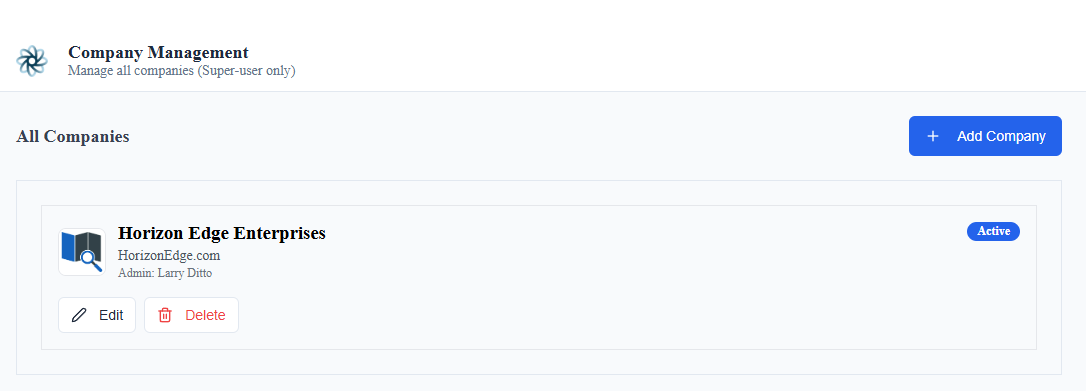 Company Management
Manage all companies (Super-user only)
All Companies
Add Company
Horizon Edge Enterprises
Active
HorizonEdge.com
Admin: Larry Ditto
Edit
Delete